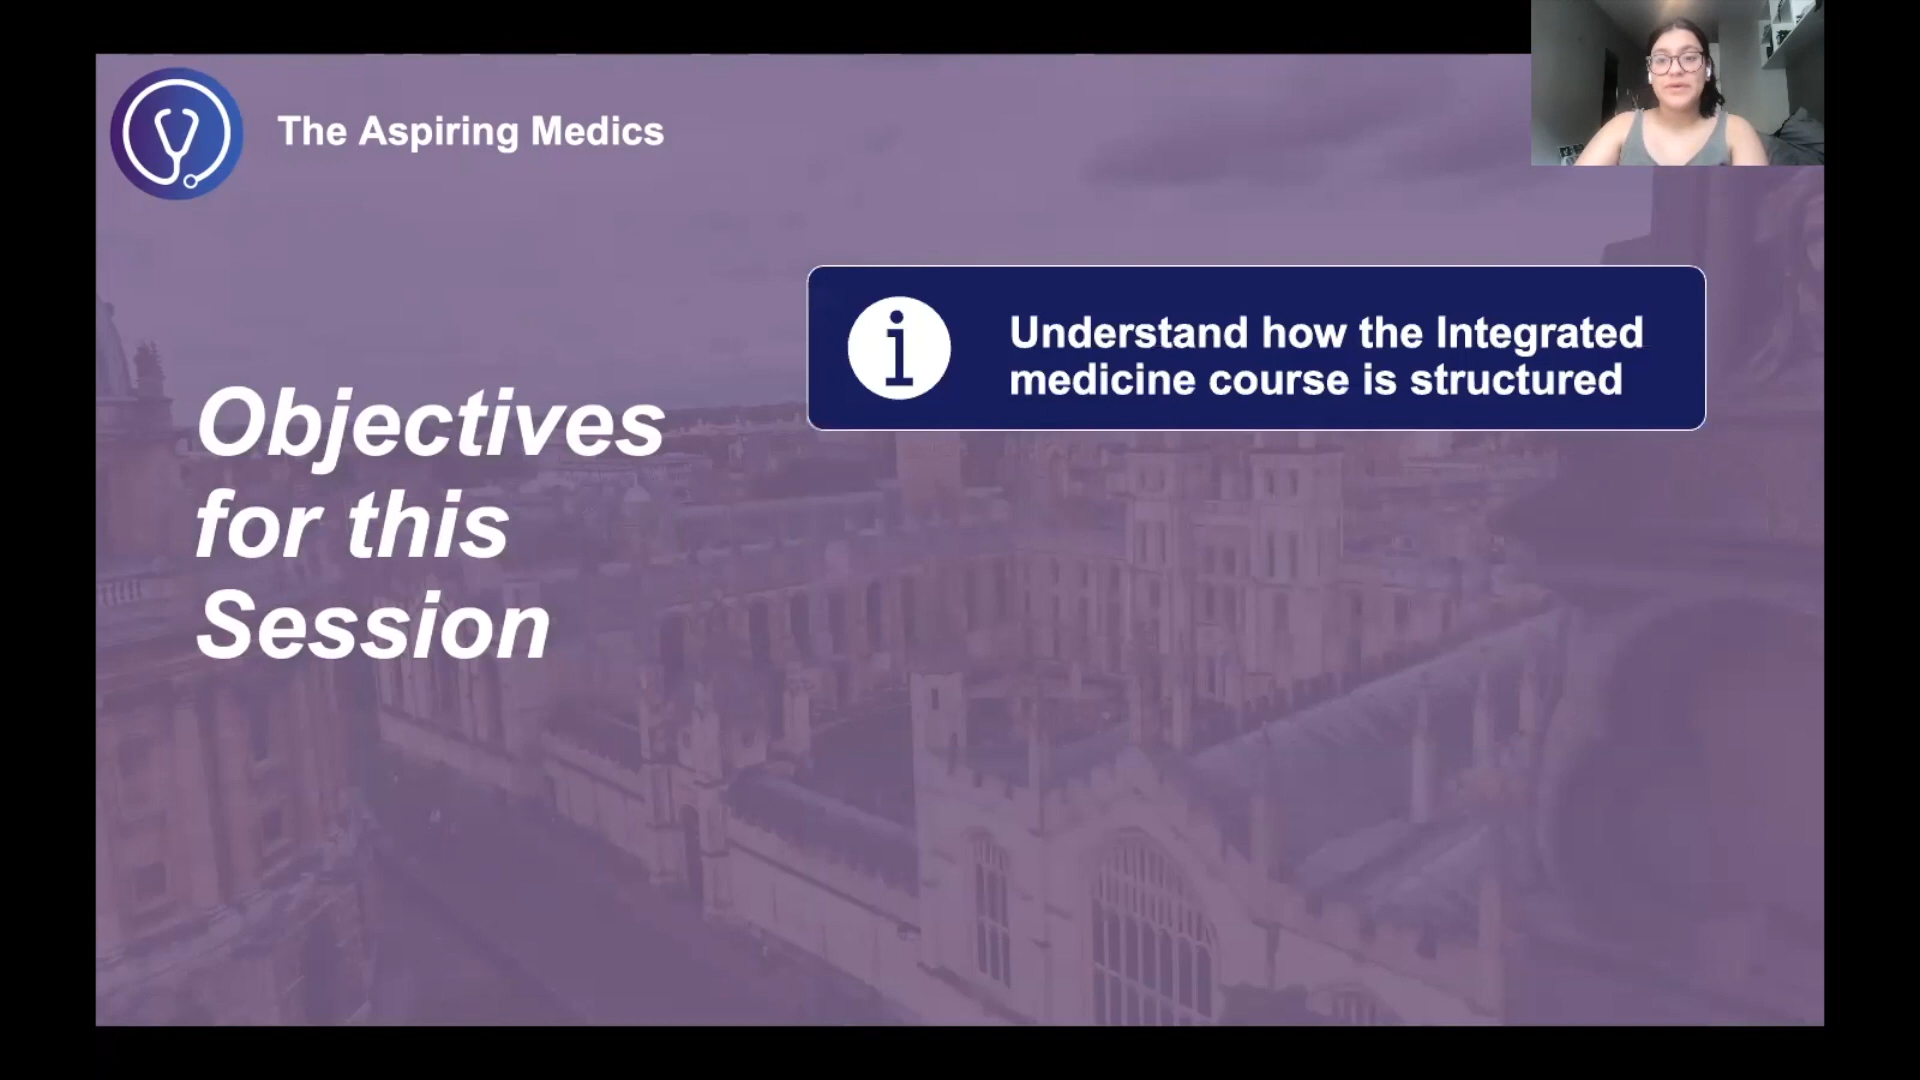 The Aspiring Medics
Objectives
for this
Session
Understand how the Integrated
medicine course is structured